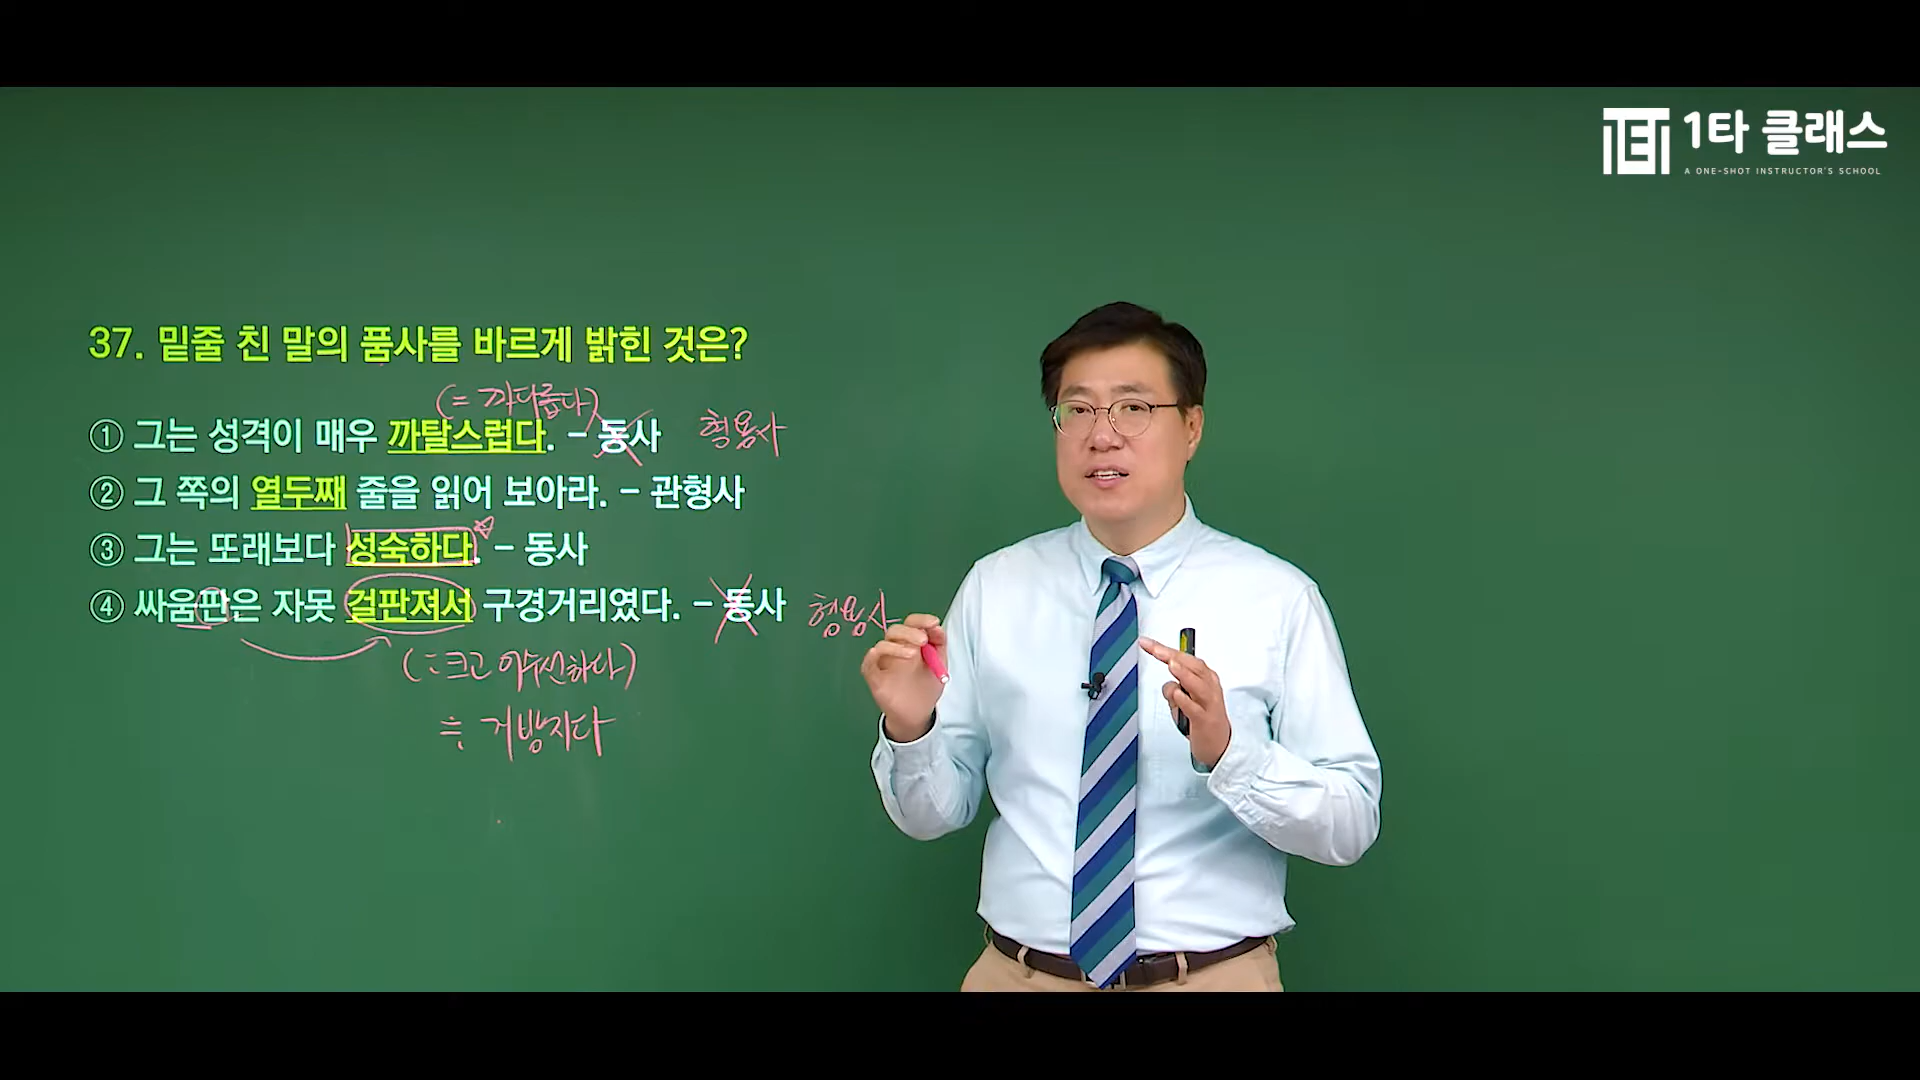 1타 클래스
A ONE-SHOT INSTRUCTOR'S SCHOOL
37. 밑줄 친 말의 품사를 바르게 밝힌 것은?
(= 까다롭다)
① 그는 성격이 매우 까탈스럽다. - 동사 형용사
② 그 쪽의 열두째 줄을 읽어 보아라. - 관형사
③ 그는 또래보다 성숙하다. - 동사
④ 싸움판은 자못 걸판져서 구경거리였다. - 동사 형용사
(: 크고 어수선하다)
≒ 거방지다